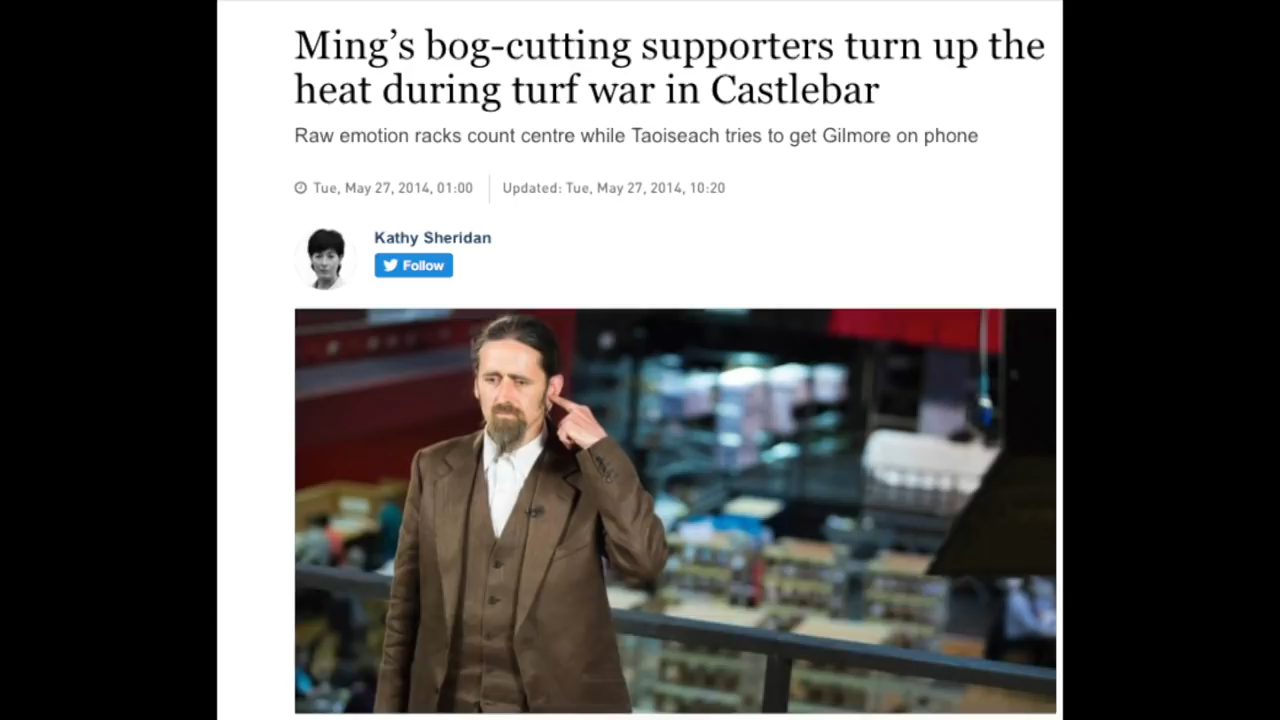 Ming’s bog-cutting supporters turn up the
heat during turf war in Castlebar
Raw emotion racks count centre while Taoiseach tries to get Gilmore on phone
Tue, May 27, 2014, 01:00
Updated: Tue, May 27, 2014, 10:20
Kathy Sheridan
Follow